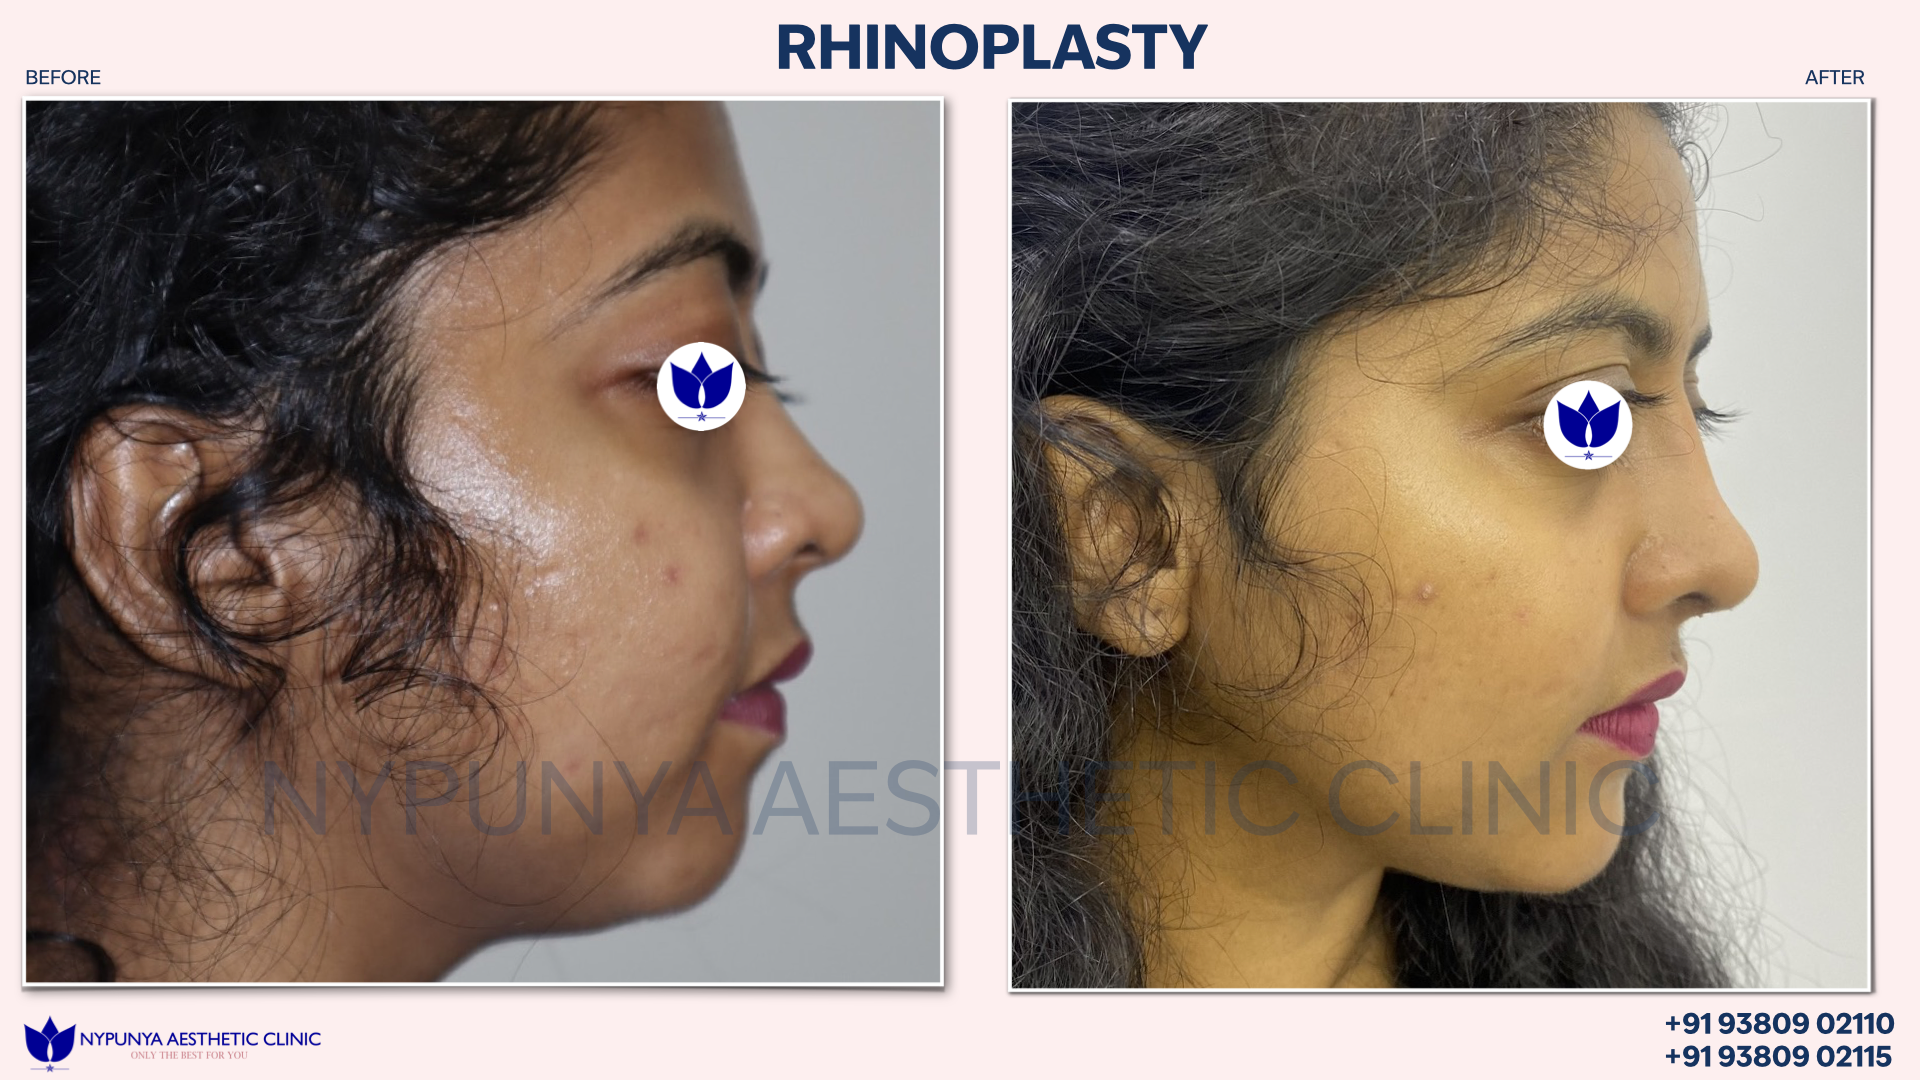 RHINOPLASTY
BEFORE
AFTER
NYPUNYA AESTHETIC CLINIC
NYPUNYA AESTHETIC CLINIC
ONLY THE BEST FOR YOU
+91 93809 02110
+91 93809 02115